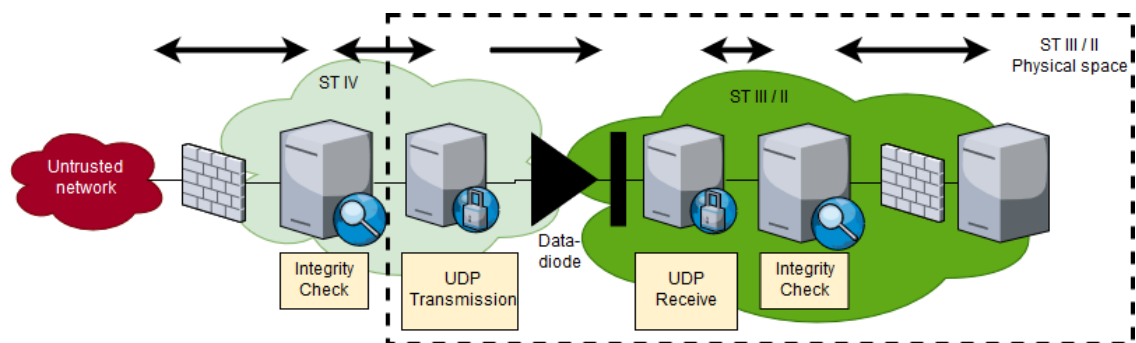 ST III / II
Physical space
ST IV
ST III / II
Untrusted
network
Data-
diode
Integrity
Check
UDP
Transmission
UDP
Receive
Integrity
Check